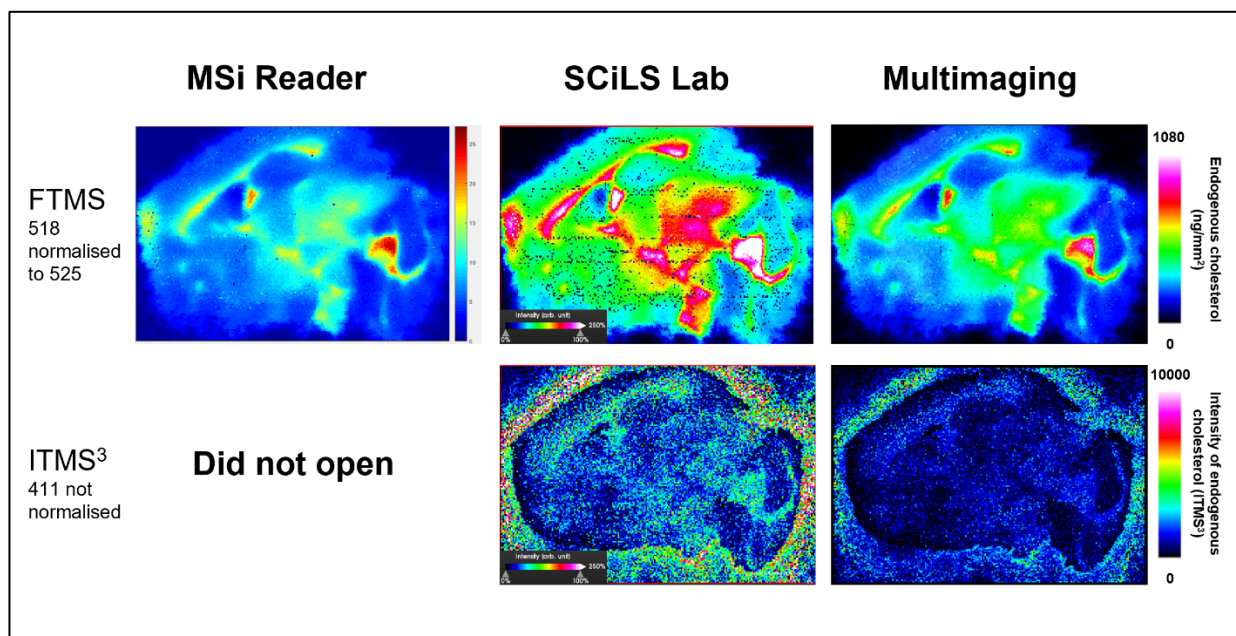 MSi Reader
SCiLS Lab
Multimaging
FTMS
518
normalised
to 525
25
20
15
10
5
0
Intensity (arb. unit)
0%
100%
250%
1080
Endogenous cholesterol
(ng/mm²)
0
ITMS³
411 not
normalised
Did not open
Intensity (arb. unit)
0%
100%
250%
10000
Intensity of endogenous
cholesterol (ITMS³)
0